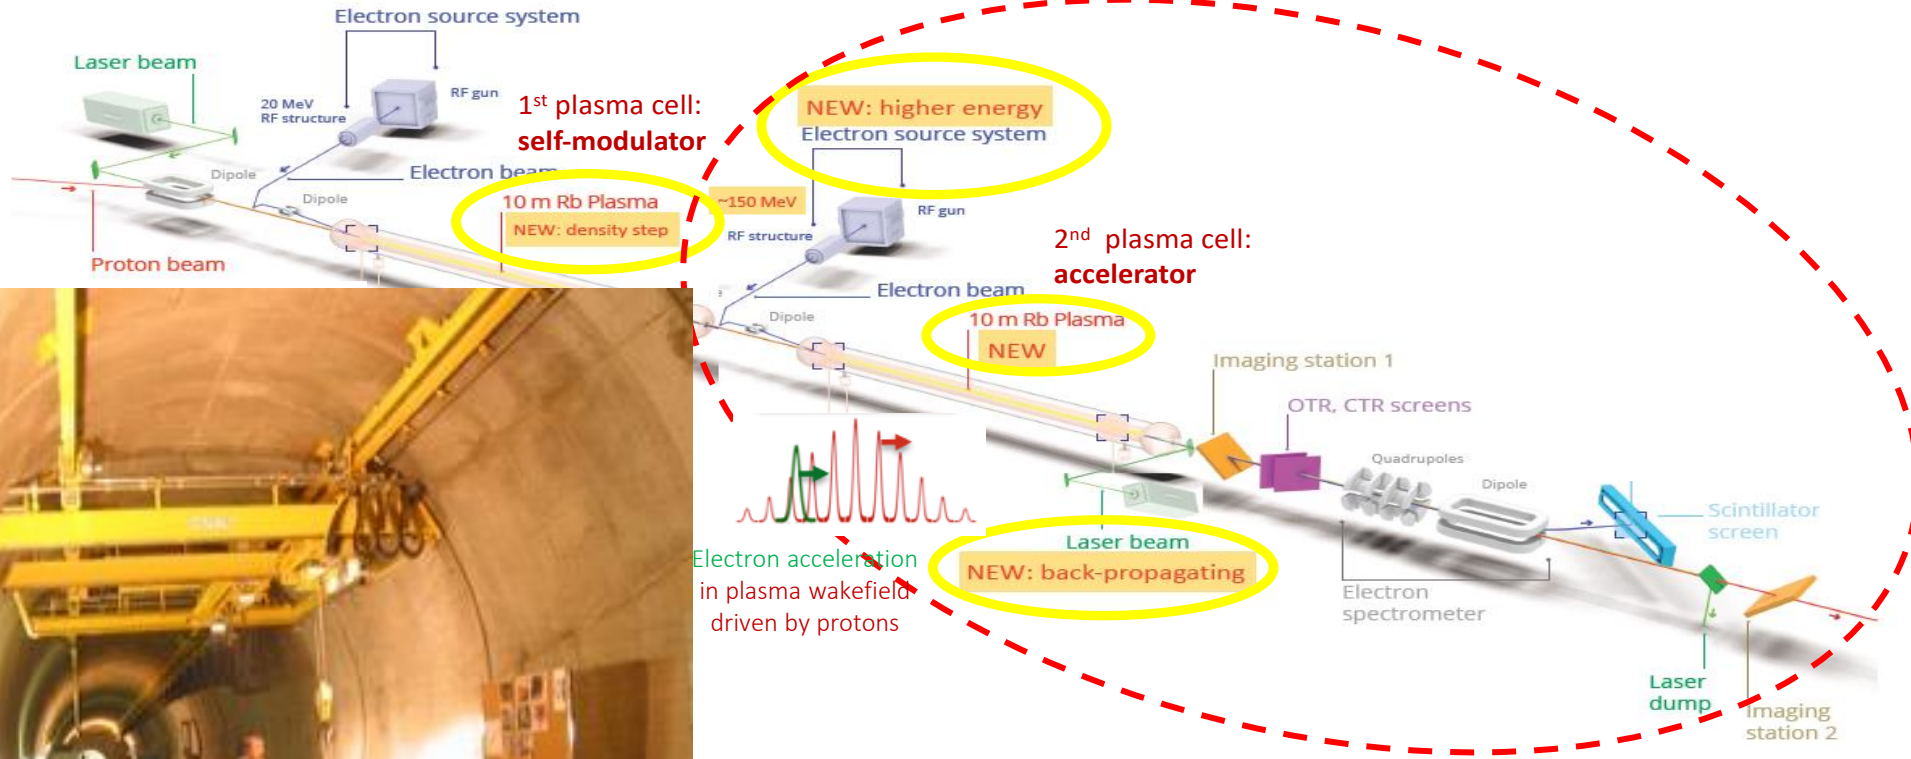 Electron source system
Laser beam
20 MeV
RF structure
RF gun
1st plasma cell:
self-modulator
Dipole
Electron beam
Dipole
10 m Rb Plasma
NEW: density step
Proton beam
NEW: higher energy
Electron source system
~150 MeV
RF gun
RF structure
2nd plasma cell:
accelerator
Electron beam
Dipole
10 m Rb Plasma
NEW
Imaging station 1
OTR, CTR screens
Quadrupoles
Dipole
Scintillator
screen
Laser beam
NEW: back-propagating
Electron acceleration
in plasma wakefield
driven by protons
Electron
spectrometer
Laser
dump
Imaging
station 2